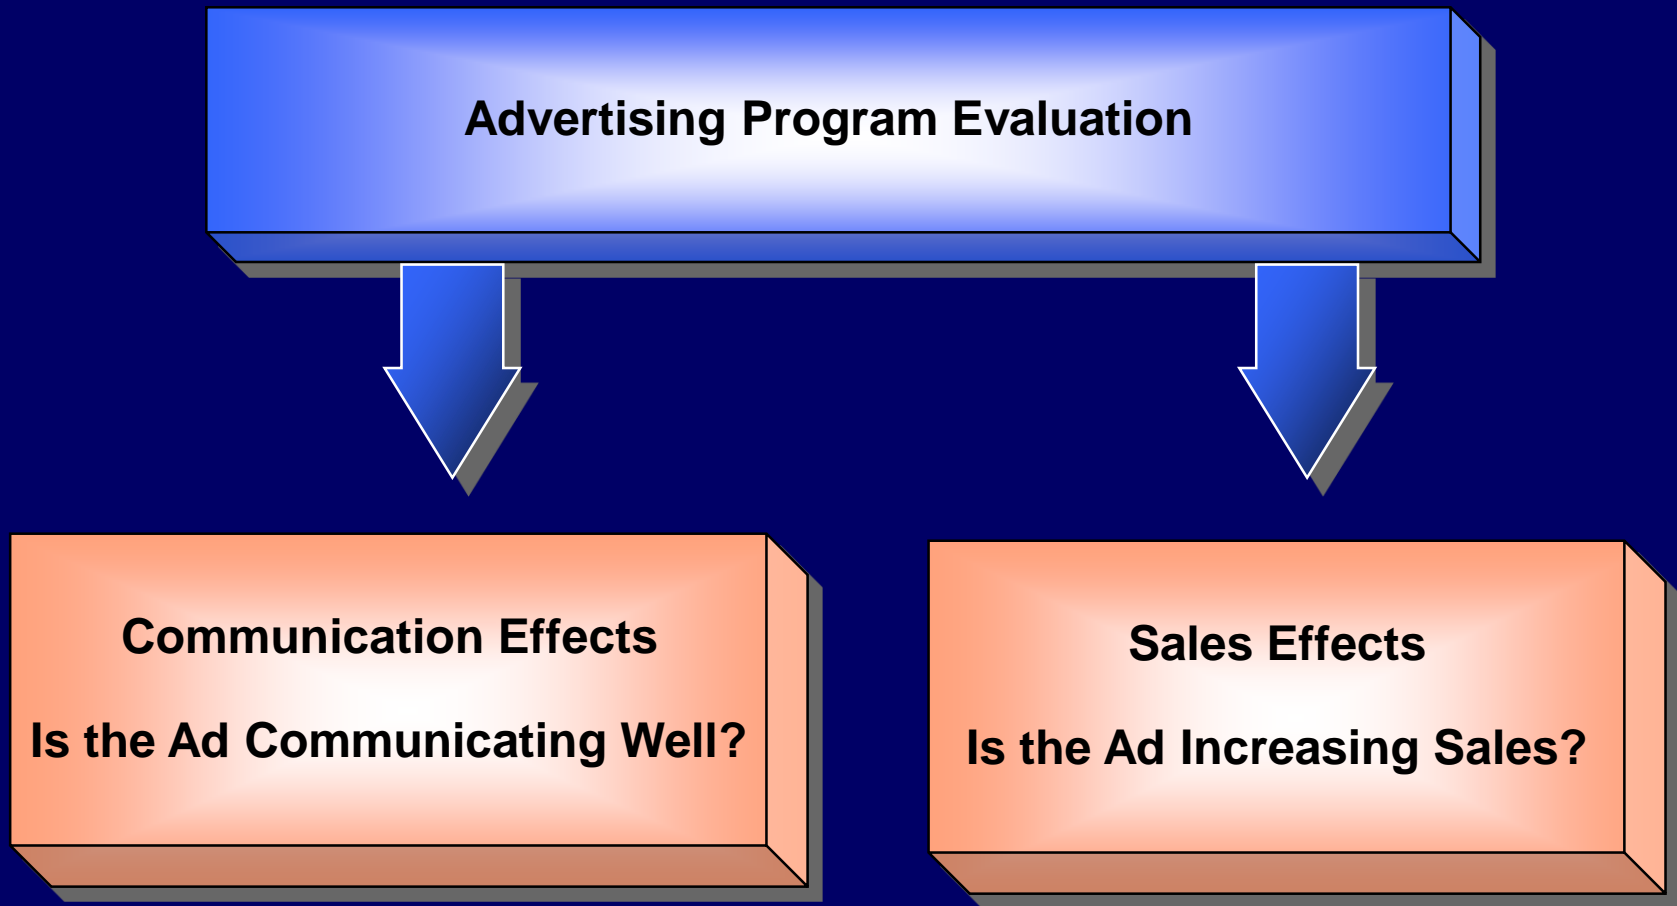 Advertising Program Evaluation
Communication Effects
Is the Ad Communicating Well?
Sales Effects
Is the Ad Increasing Sales?